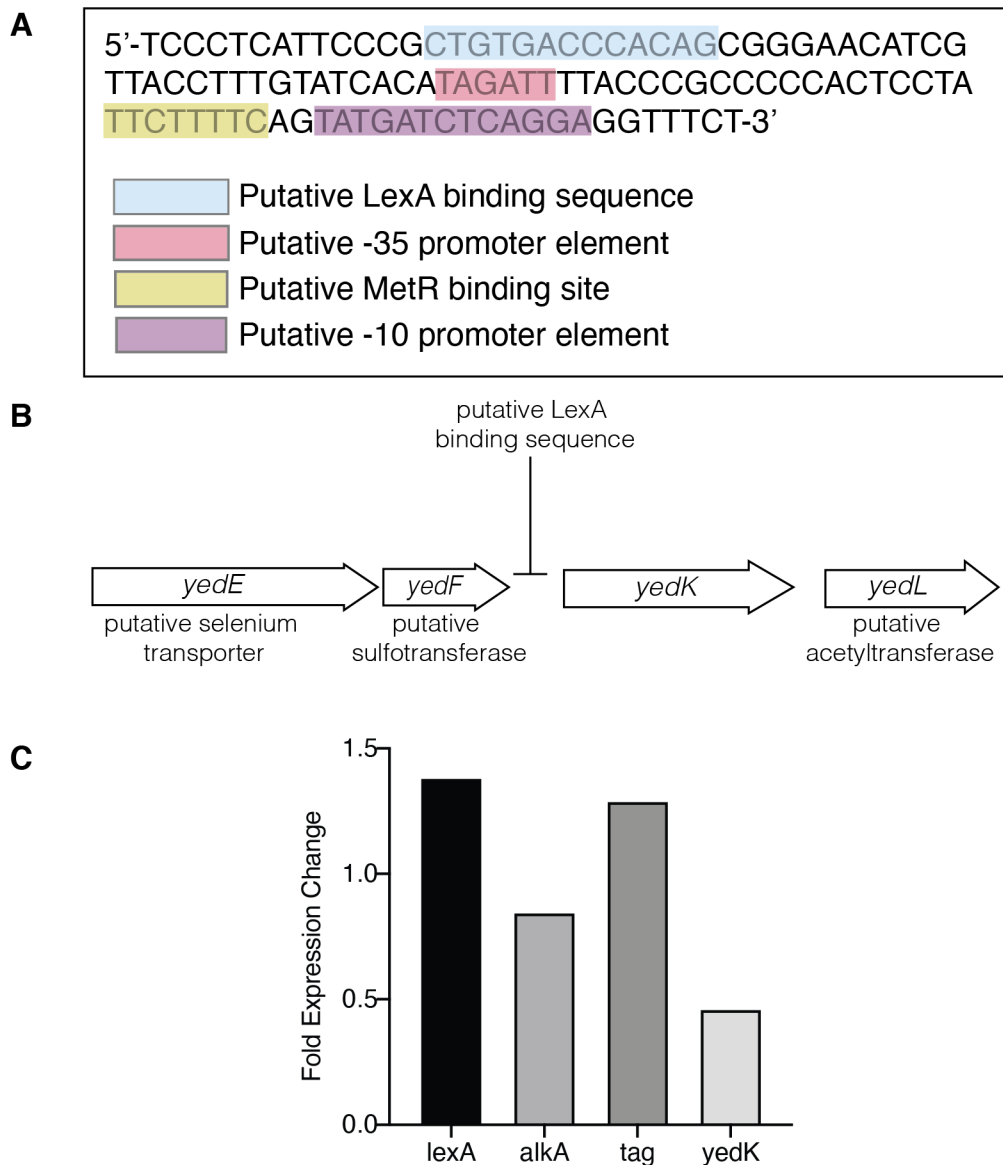 A
5’-TCCCTCATTCCCGCTGTGACCCACAGCGGGAACATCG
TTACCTTTGTATCACATAGATTTTACCCGCCCCCACTCCTA
TTCTTTTCAGTATGATCTCAGGAGGTTTCT-3’
Putative LexA binding sequence
Putative -35 promoter element
Putative MetR binding site
Putative -10 promoter element
B
putative LexA
binding sequence
yedE
yedF
yedK
yedL
putative selenium
transporter
putative
sulfotransferase
putative
acetyltransferase
C
Fold Expression Change
1.5
1.0
0.5
0.0
lexA
alkA
tag
yedK